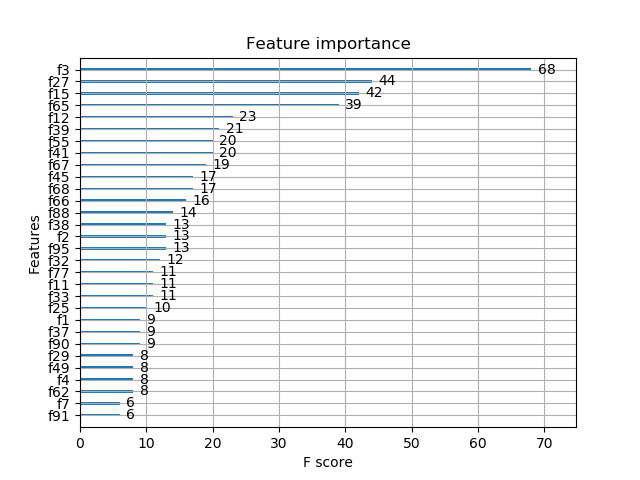 Feature importance
f3 68
f27 44
f15 42
f65 39
f12 23
f39 21
f55 20
f41 20
f67 19
f45 17
f68 17
f66 16
f88 14
f38 13
f2 13
f95 13
f32 12
f77 11
f11 11
f33 11
f25 10
f1 9
f37 9
f90 9
f29 8
f49 8
f4 8
f62 8
f7 6
f91 6
Features
0 10 20 30 40 50 60 70
F score